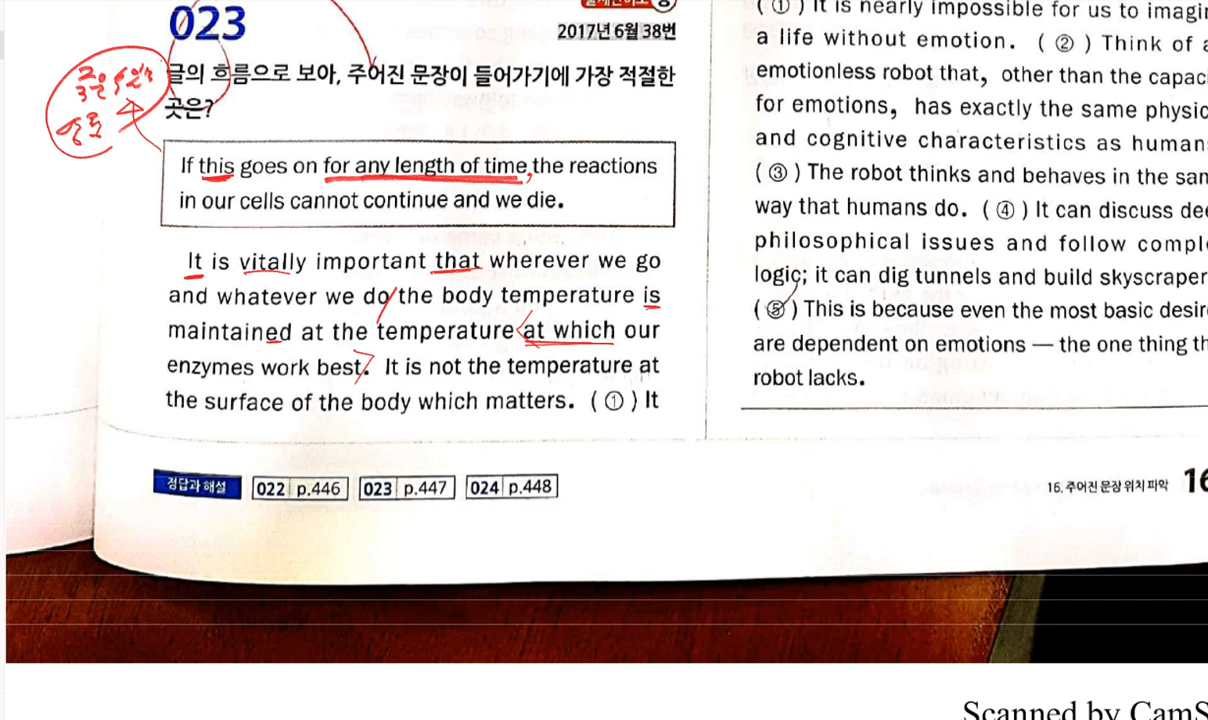 023
2017년 6월 38번
글의 흐름으로 보아, 주어진 문장이 들어가기에 가장 적절한
곳은?
If this goes on for any length of time, the reactions
in our cells cannot continue and we die.
It is vitally important that wherever we go
and whatever we do the body temperature is
maintained at the temperature at which our
enzymes work best. It is not the temperature at
the surface of the body which matters. ( ① ) It
( ① ) It is nearly impossible for us to imagin
a life without emotion. ( ② ) Think of a
emotionless robot that, other than the capaci
for emotions, has exactly the same physic
and cognitive characteristics as human
( ③ ) The robot thinks and behaves in the sam
way that humans do. ( ④ ) It can discuss dee
philosophical issues and follow comple
logic; it can dig tunnels and build skyscraper
( ⑤ ) This is because even the most basic desir
are dependent on emotions — the one thing th
robot lacks.
정답과 해설 022 p.446 023 p.447 024 p.448
16. 주어진 문장 위치 파악 16
Scanned by CamS